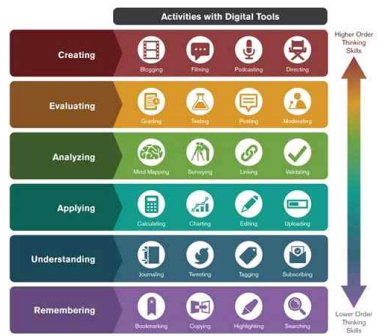 Activities with Digital Tools
Higher Order
Thinking
Skills
Creating
Blogging
Filming
Podcasting
Directing
Evaluating
Grading
Testing
Posting
Moderating
Analyzing
Mind Mapping
Surveying
Linking
Validating
Applying
Calculating
Charting
Editing
Uploading
Understanding
Journaling
Tweeting
Tagging
Subscribing
Remembering
Bookmarking
Copying
Highlighting
Searching
Lower Order
Thinking
Skills